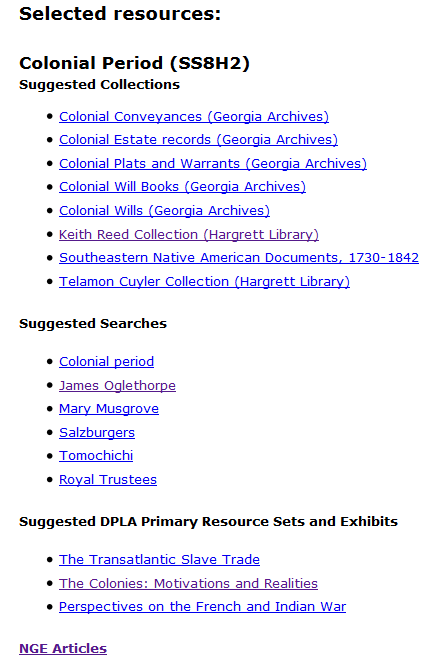 Selected resources:
Colonial Period (SS8H2)
Suggested Collections
Colonial Conveyances (Georgia Archives)
Colonial Estate records (Georgia Archives)
Colonial Plats and Warrants (Georgia Archives)
Colonial Will Books (Georgia Archives)
Colonial Wills (Georgia Archives)
Keith Reed Collection (Hargrett Library)
Southeastern Native American Documents, 1730-1842
Telamon Cuyler Collection (Hargrett Library)
Suggested Searches
Colonial period
James Oglethorpe
Mary Musgrove
Salzburgers
Tomochichi
Royal Trustees
Suggested DPLA Primary Resource Sets and Exhibits
The Transatlantic Slave Trade
The Colonies: Motivations and Realities
Perspectives on the French and Indian War
NGE Articles